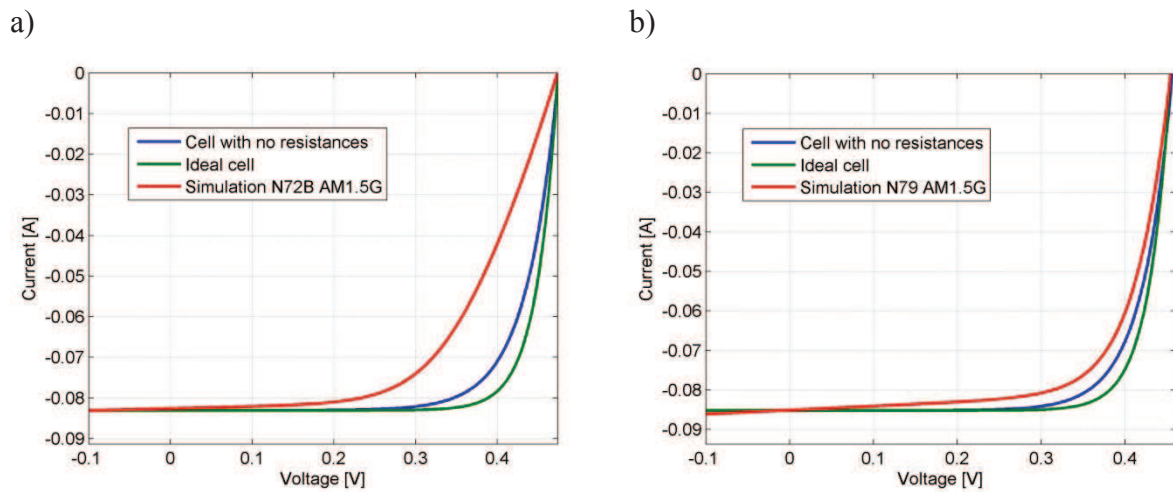 a)
0
-0.01
-0.02
-0.03
-0.04
-0.05
-0.06
-0.07
-0.08
-0.09
Current [A]
Cell with no resistances
Ideal cell
Simulation N72B AM1.5G
-0.1 0 0.1 0.2 0.3 0.4
Voltage [V]
b)
0
-0.01
-0.02
-0.03
-0.04
-0.05
-0.06
-0.07
-0.08
-0.09
Current [A]
Cell with no resistances
Ideal cell
Simulation N79 AM1.5G
-0.1 0 0.1 0.2 0.3 0.4
Voltage [V]